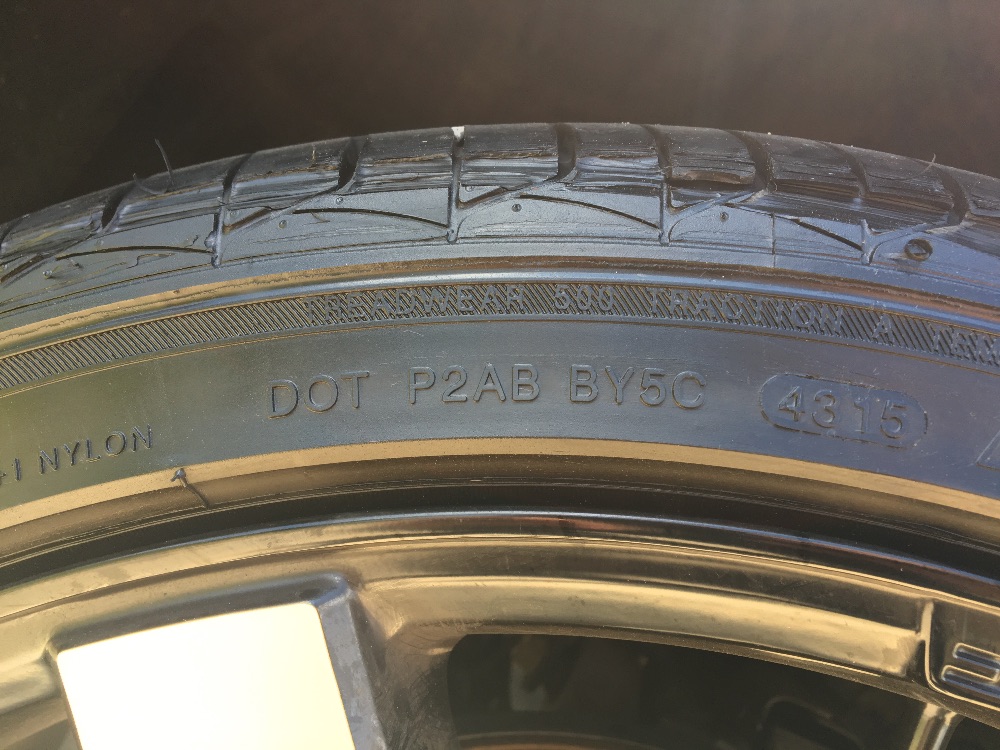 TREADWEAR 500 TRACTION A
DOT P2AB BY5C 4315
NYLON